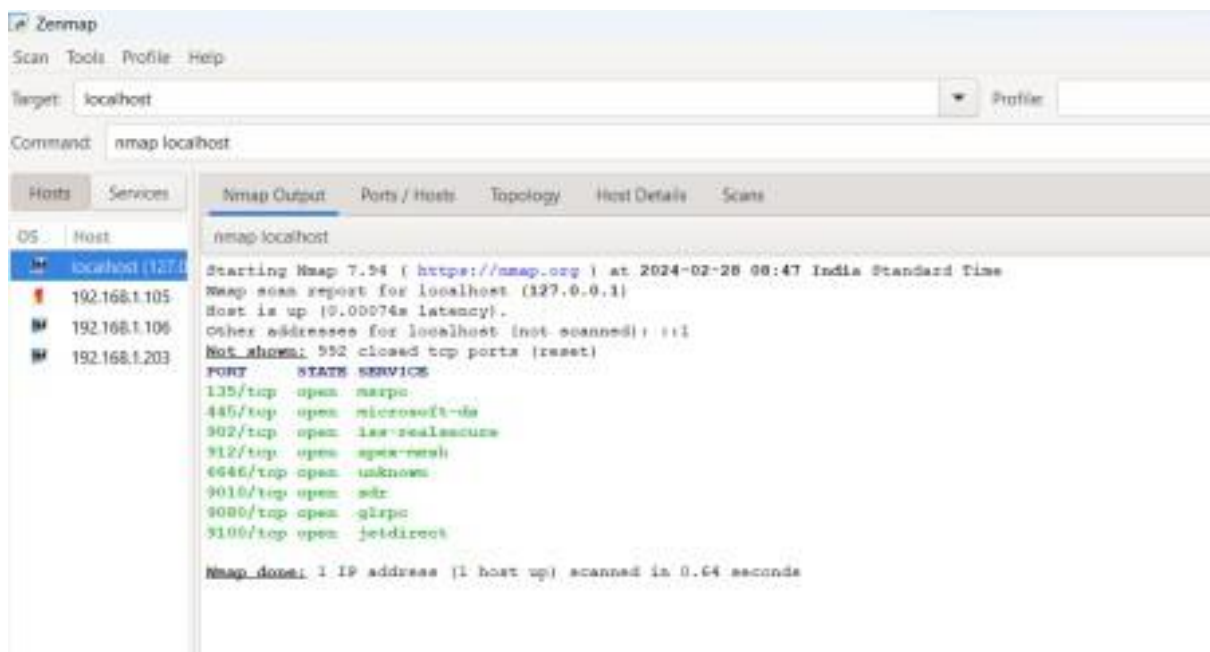 Zenmap
Scan Tools Profile Help
Target: localhost Profile:
Command: nmap localhost
Hosts Services Nmap Output Ports / Hosts Topology Host Details Scans
OS Host nmap localhost
localhost (127.0
192.168.1.105
192.168.1.106
192.168.1.203
Starting Nmap 7.94 ( https://nmap.org ) at 2024-02-28 08:47 India Standard Time
Nmap scan report for localhost (127.0.0.1)
Host is up (0.00074s latency).
Other addresses for localhost (not scanned): ::1
Not shown: 992 closed tcp ports (reset)
PORT STATE SERVICE
135/tcp open msrpc
445/tcp open microsoft-ds
902/tcp open iss-realsecure
912/tcp open apex-mesh
6646/tcp open unknown
9010/tcp open sdr
9080/tcp open glrpc
9100/tcp open jetdirect
Nmap done: 1 IP address (1 host up) scanned in 0.64 seconds